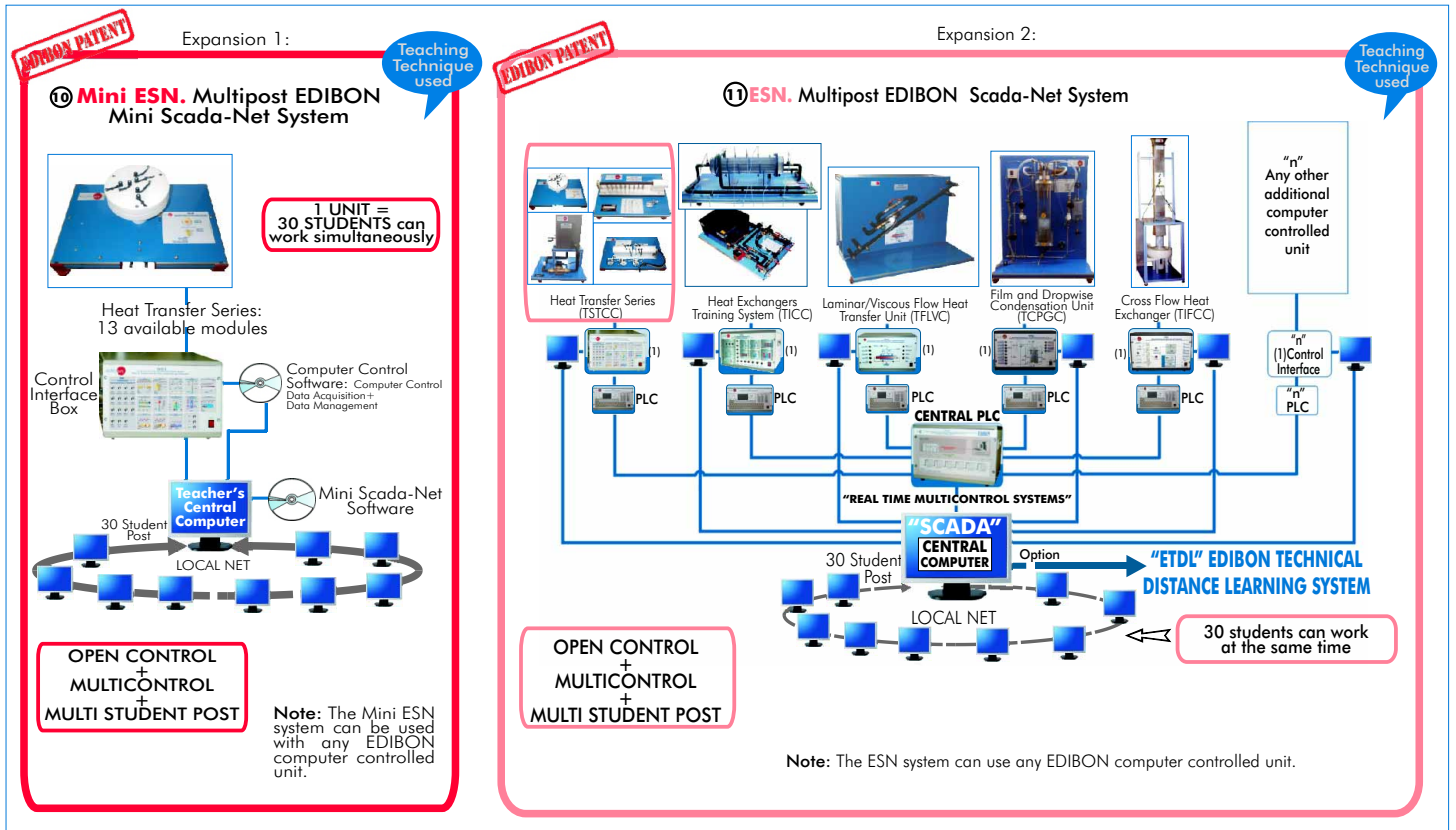 EDIBON PATENT
Expansion 1:
Teaching
Technique
used
10 Mini ESN. Multipost EDIBON
Mini Scada-Net System
1 UNIT =
30 STUDENTS can
work simultaneously
Heat Transfer Series:
13 available modules
Control
Interface
Box
Computer Control
Software: Computer Control
Data Acquisition+
Data Management
Teacher's
Central
Computer
Mini Scada-Net
Software
30 Student
Post
LOCAL NET
OPEN CONTROL
+
MULTICONTROL
+
MULTI STUDENT POST
Note: The Mini ESN
system can be used
with any EDIBON
computer controlled
unit.
EDIBON PATENT
Expansion 2:
Teaching
Technique
used
11 ESN. Multipost EDIBON Scada-Net System
Heat Transfer Series
(TSTCC)
Heat Exchangers
Training System (TICC)
Laminar/Viscous Flow Heat
Transfer Unit (TFLVC)
Film and Dropwise
Condensation Unit
(TCPGC)
Cross Flow Heat
Exchanger (TIFCC)
"n"
Any other
additional
computer
controlled
unit
(1)
(1)
(1)
(1)
(1)
"n"
(1)Control
Interface
PLC
PLC
PLC
PLC
PLC
"n"
PLC
CENTRAL PLC
"REAL TIME MULTICONTROL SYSTEMS"
"SCADA"
CENTRAL
COMPUTER
Option
"ETDL" EDIBON TECHNICAL
DISTANCE LEARNING SYSTEM
30 Student
Post
LOCAL NET
30 students can work
at the same time
OPEN CONTROL
+
MULTICONTROL
+
MULTI STUDENT POST
Note: The ESN system can use any EDIBON computer controlled unit.